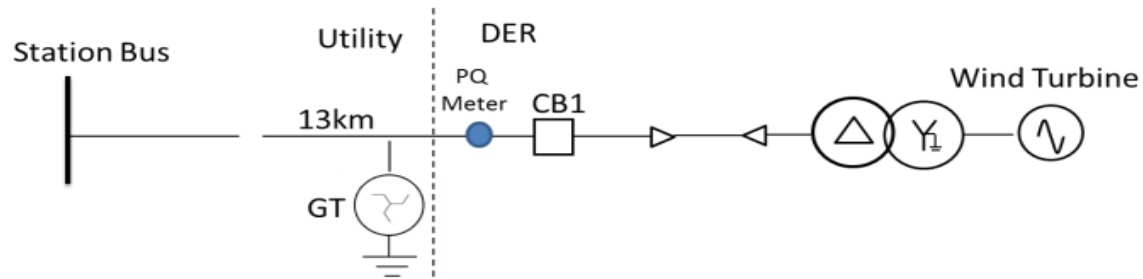 Station Bus
Utility
DER
PQ
Meter
CB1
Wind Turbine
13km
GT